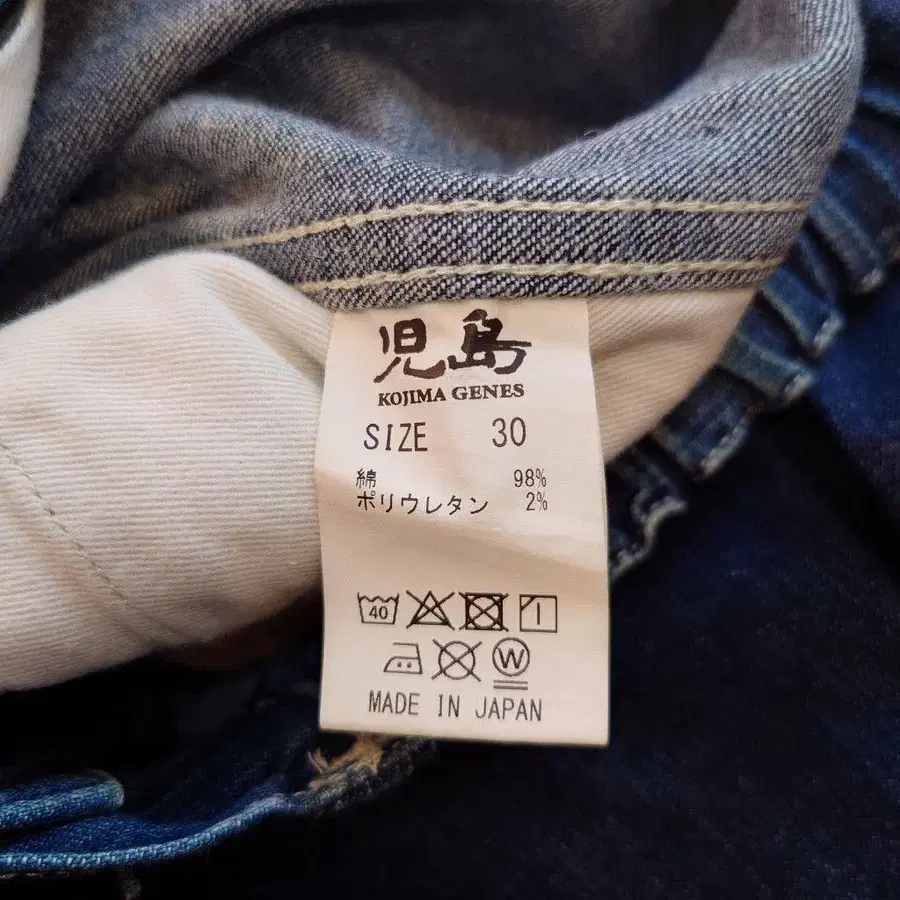 児島
KOJIMA GENES
SIZE 30
綿 98%
ポリウレタン 2%
40
W
MADE IN JAPAN